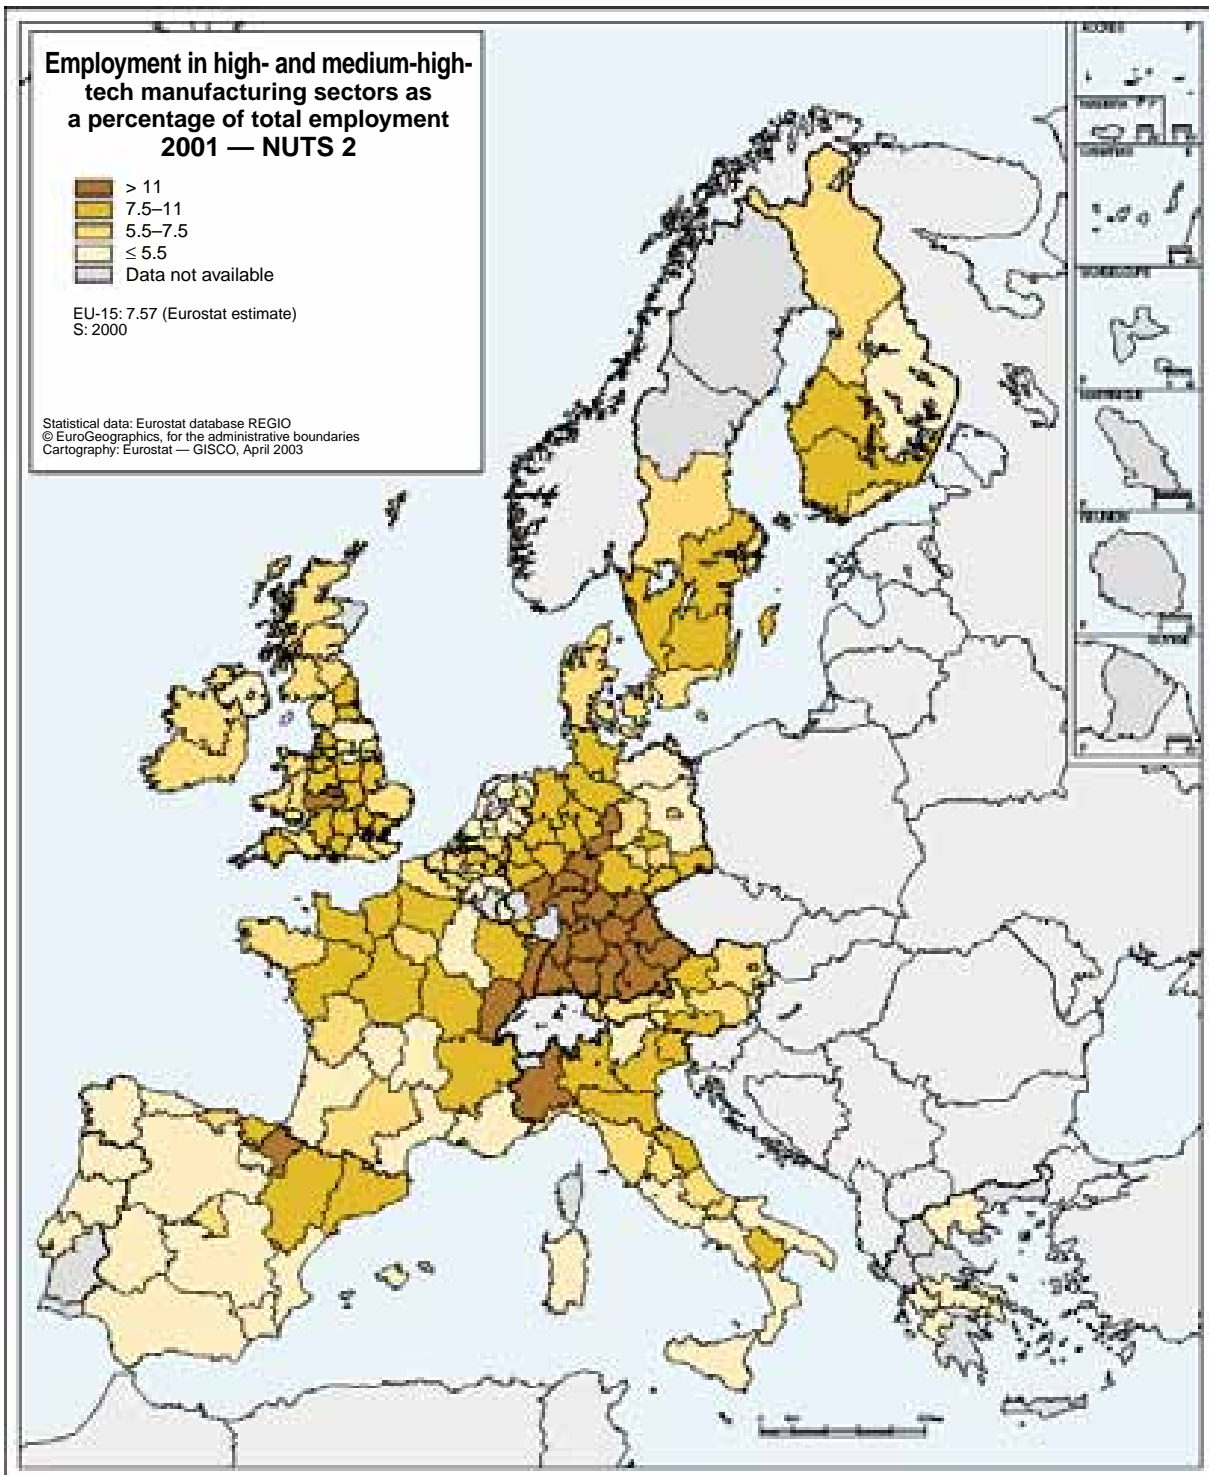 Employment in high- and medium-high-
tech manufacturing sectors as
a percentage of total employment
2001 — NUTS 2
> 11
7.5–11
5.5–7.5
≤ 5.5
Data not available
EU-15: 7.57 (Eurostat estimate)
S: 2000
Statistical data: Eurostat database REGIO
© EuroGeographics, for the administrative boundaries
Cartography: Eurostat — GISCO, April 2003